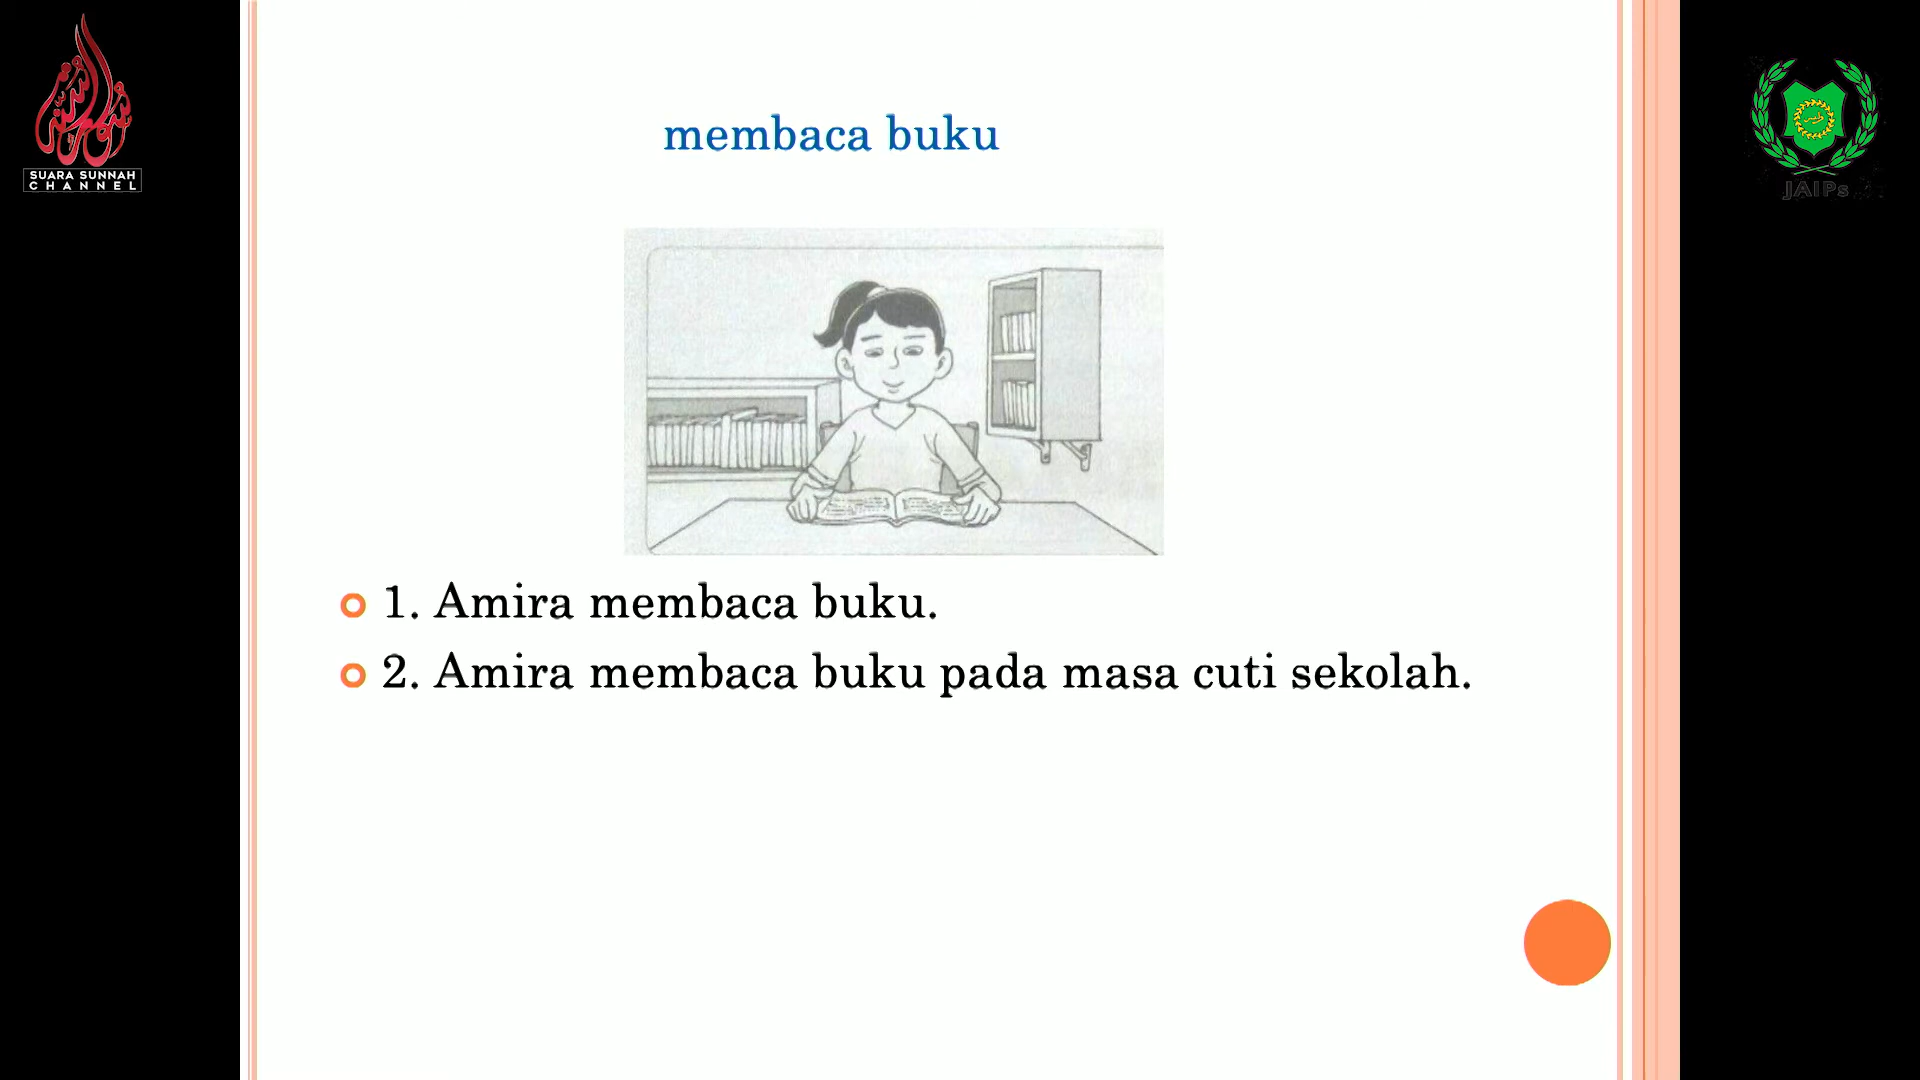 SUARA SUNNAH
CHANNEL
JAIPs
membaca buku
1. Amira membaca buku.
2. Amira membaca buku pada masa cuti sekolah.